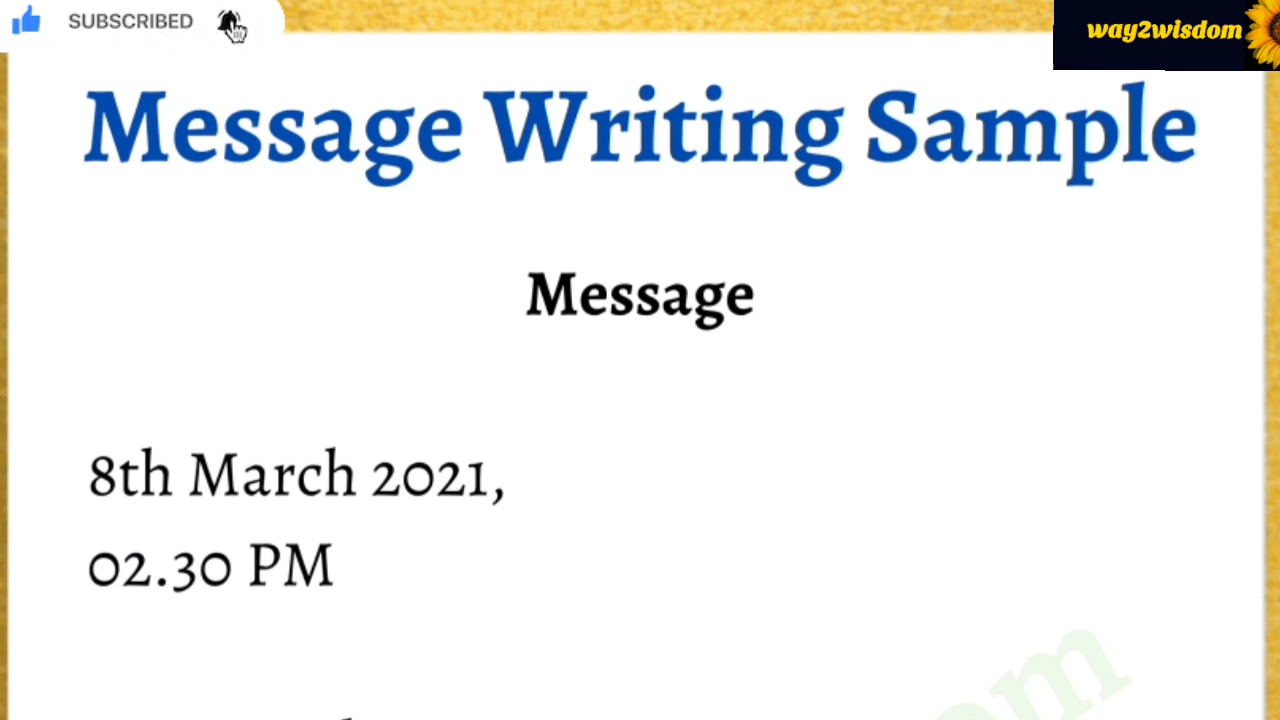 SUBSCRIBED
way2wisdom
Message Writing Sample
Message
8th March 2021,
02.30 PM